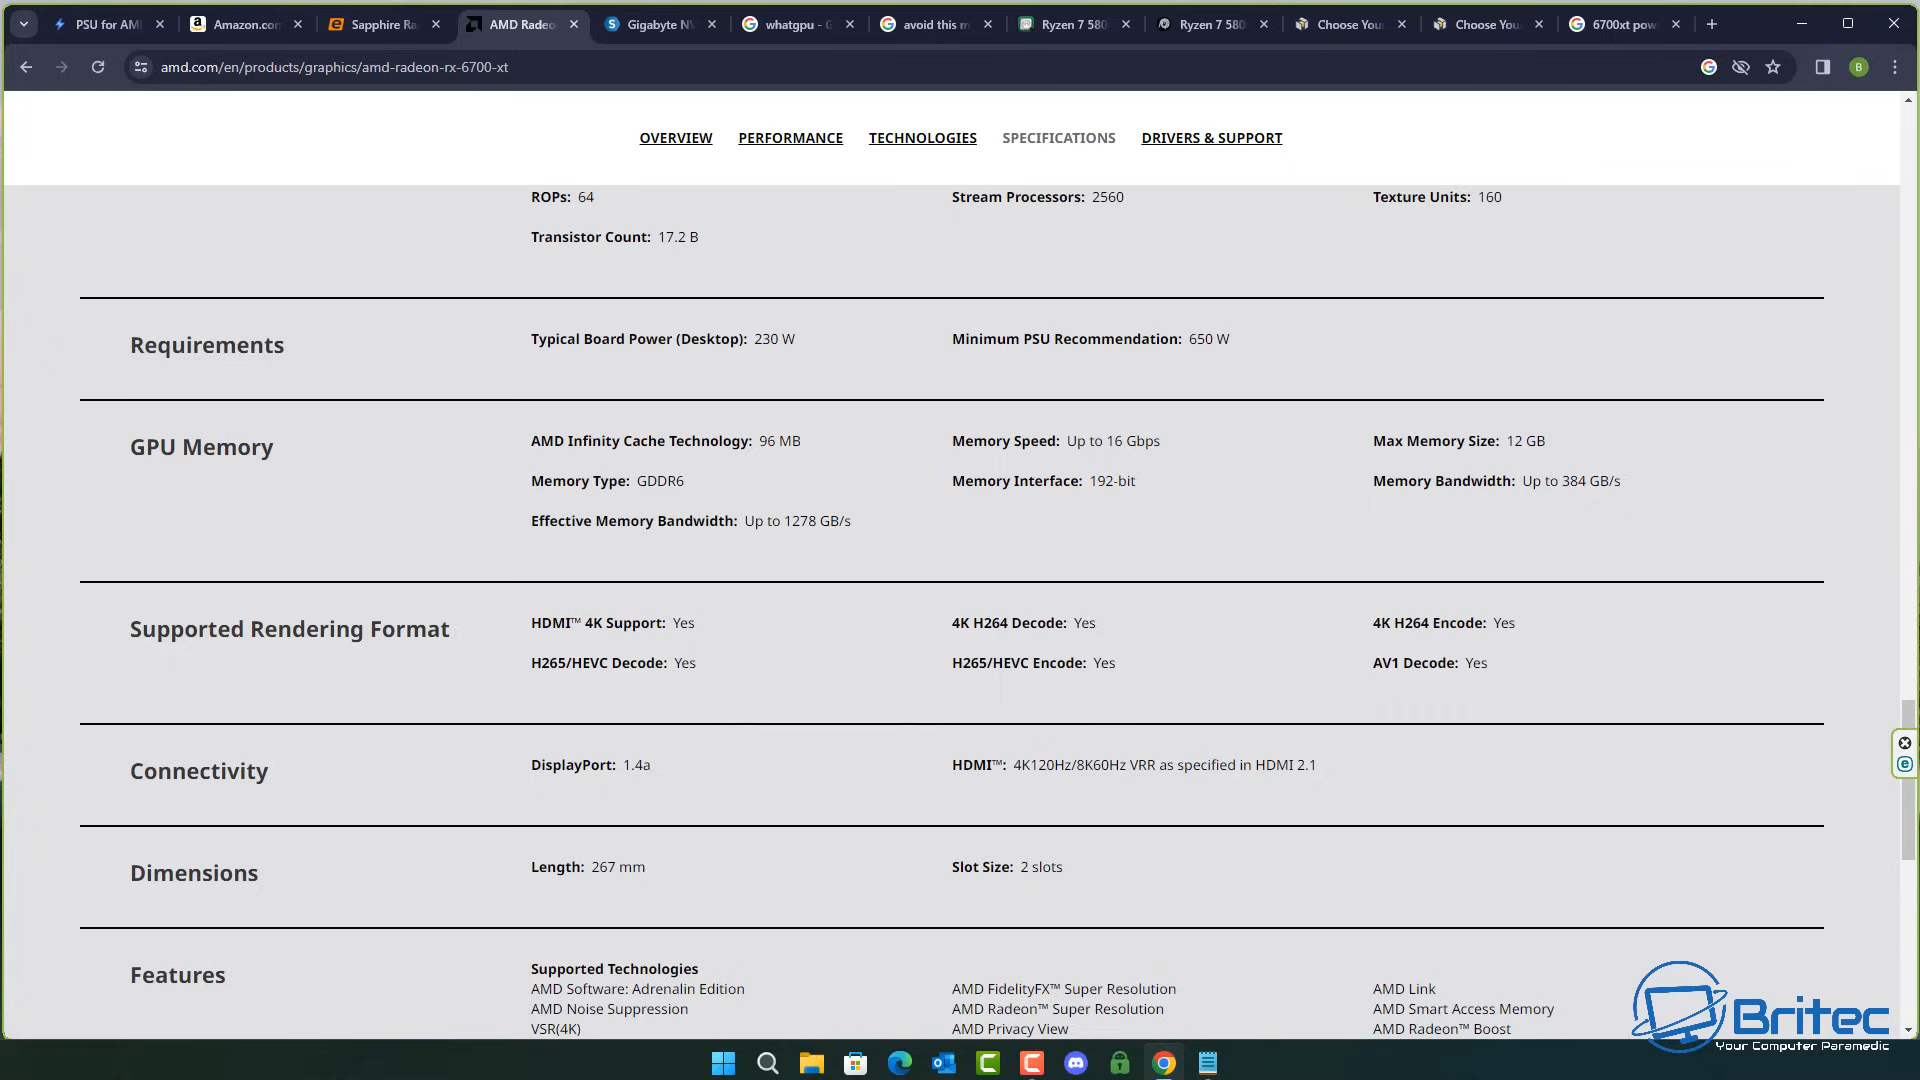 PSU for AM
Amazon.co
Sapphire Ra
AMD Radeo
Gigabyte NV
whatgpu - G
avoid this m
Ryzen 7 580
Ryzen 7 580
Choose You
Choose You
6700xt pow
amd.com/en/products/graphics/amd-radeon-rx-6700-xt
B
OVERVIEW PERFORMANCE TECHNOLOGIES SPECIFICATIONS DRIVERS & SUPPORT
ROPs: 64 Stream Processors: 2560 Texture Units: 160
Transistor Count: 17.2 B
Requirements Typical Board Power (Desktop): 230 W Minimum PSU Recommendation: 650 W
GPU Memory AMD Infinity Cache Technology: 96 MB Memory Speed: Up to 16 Gbps Max Memory Size: 12 GB
Memory Type: GDDR6 Memory Interface: 192-bit Memory Bandwidth: Up to 384 GB/s
Effective Memory Bandwidth: Up to 1278 GB/s
Supported Rendering Format HDMI™ 4K Support: Yes 4K H264 Decode: Yes 4K H264 Encode: Yes
H265/HEVC Decode: Yes H265/HEVC Encode: Yes AV1 Decode: Yes
Connectivity DisplayPort: 1.4a HDMI™: 4K120Hz/8K60Hz VRR as specified in HDMI 2.1
Dimensions Length: 267 mm Slot Size: 2 slots
Features Supported Technologies
AMD Software: Adrenalin Edition AMD FidelityFX™ Super Resolution AMD Link
AMD Noise Suppression AMD Radeon™ Super Resolution AMD Smart Access Memory
VSR(4K) AMD Privacy View AMD Radeon™ Boost
Britec
Your Computer Paramedic